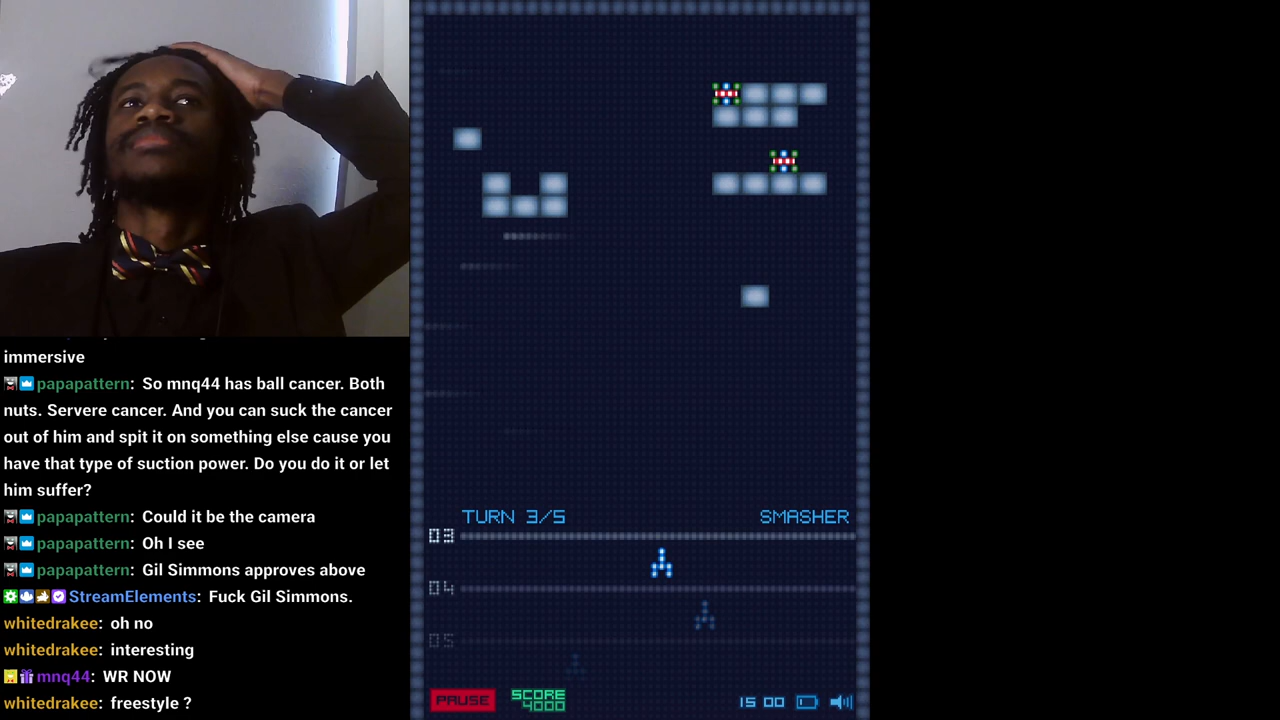 immersive
papapattern: So mnq44 has ball cancer. Both
nuts. Servere cancer. And you can suck the cancer
out of him and spit it on something else cause you
have that type of suction power. Do you do it or let
him suffer?
papapattern: Could it be the camera
papapattern: Oh I see
papapattern: Gil Simmons approves above
StreamElements: Fuck Gil Simmons.
whitedrakee: oh no
whitedrakee: interesting
mnq44: WR NOW
whitedrakee: freestyle ?
TURN 3/5 SMASHER
03
04
05
PAUSE
SCORE
4000
15 00